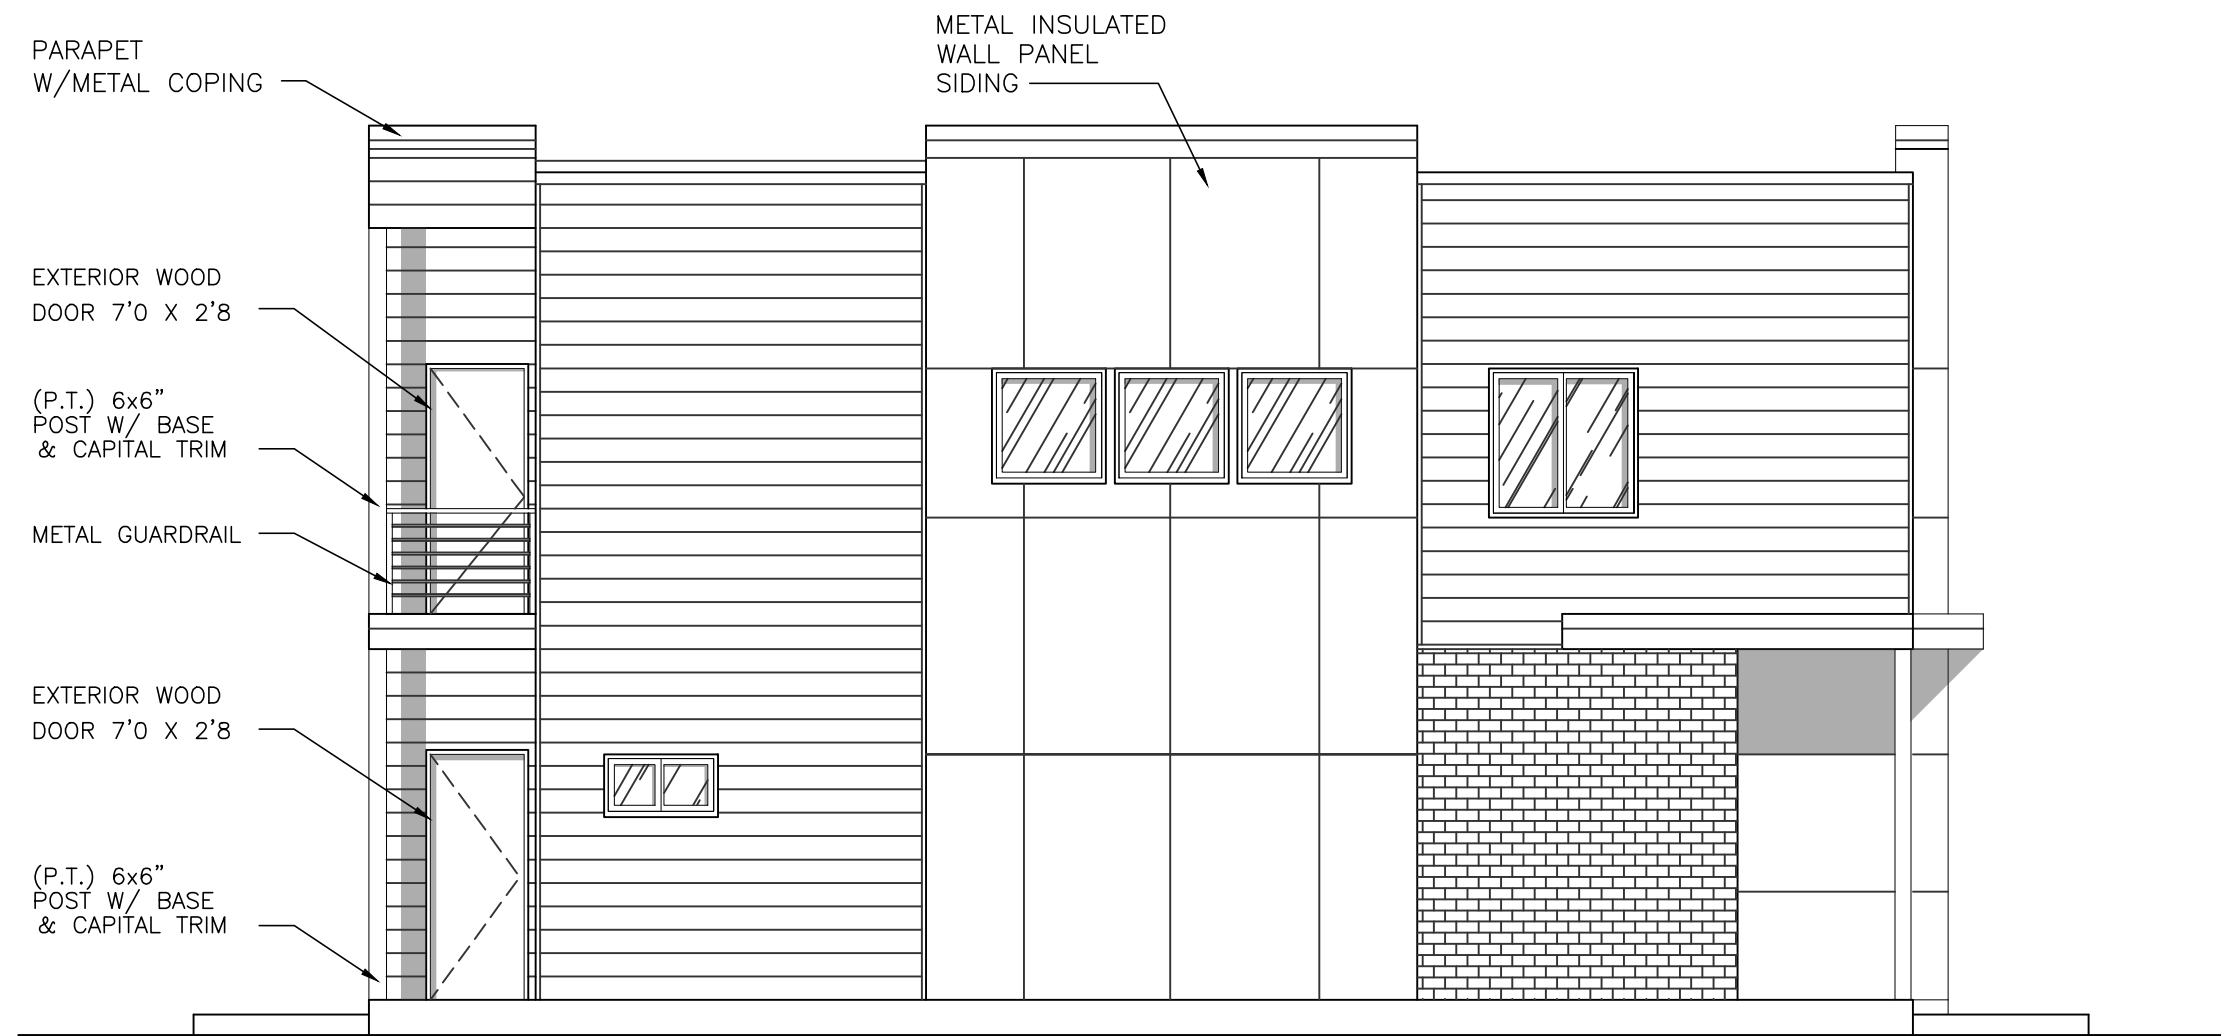 PARAPET
W/METAL COPING
METAL INSULATED
WALL PANEL
SIDING
EXTERIOR WOOD
DOOR 7'0 X 2'8
(P.T.) 6x6"
POST W/ BASE
& CAPITAL TRIM
METAL GUARDRAIL
EXTERIOR WOOD
DOOR 7'0 X 2'8
(P.T.) 6x6"
POST W/ BASE
& CAPITAL TRIM